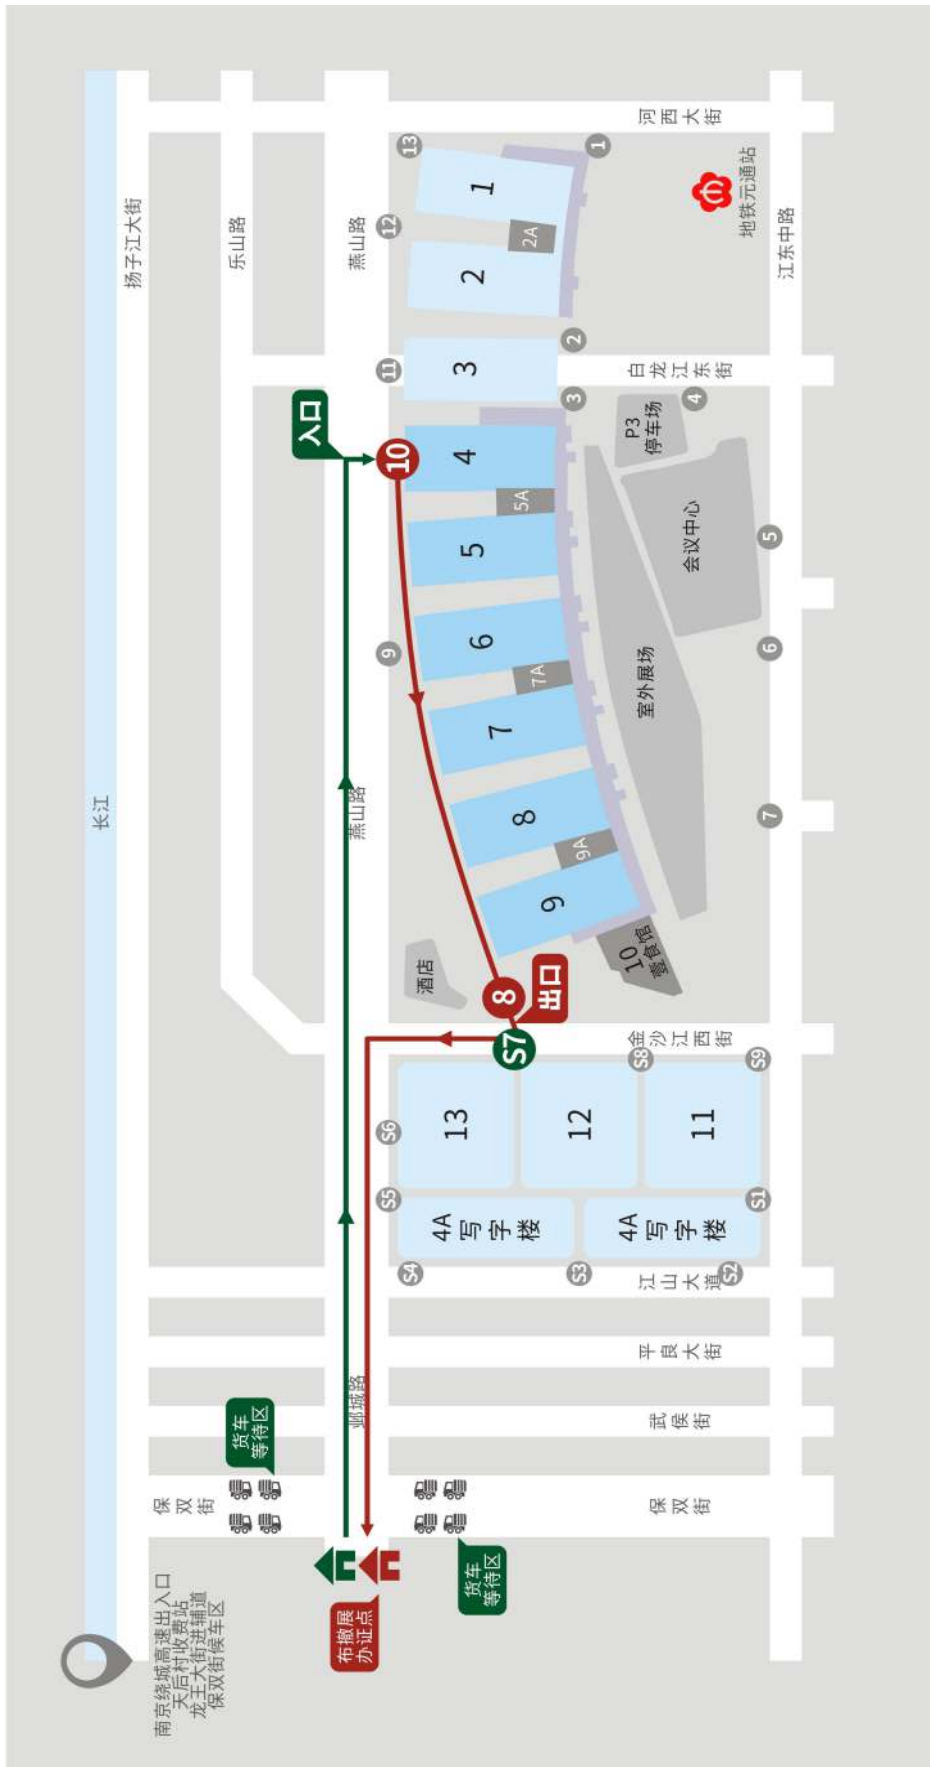 河西大街
13
1
1
12
2A
2
地铁元通站
扬子江大街
乐山路
燕山路
江东中路
2
11
3
白龙江东街
3
4
入口
10
4
P3
停车场
5A
5
会议中心
5
9
6
7A
室外展场
6
7
长江
燕山路
8
7
9A
9
10
壹食馆
酒店
8
出口
S7
金沙江西街
S8
S9
13
12
11
S6
S5
S1
4A
写字楼
4A
写字楼
S4
S3
S2
江山大道
平良大街
邺城路
武侯街
货车
等待区
保双街
保双街
货车
等待区
布撤展
办证点
南京绕城高速出入口
天后村收费站
龙王大街进辅道
保双街候车区